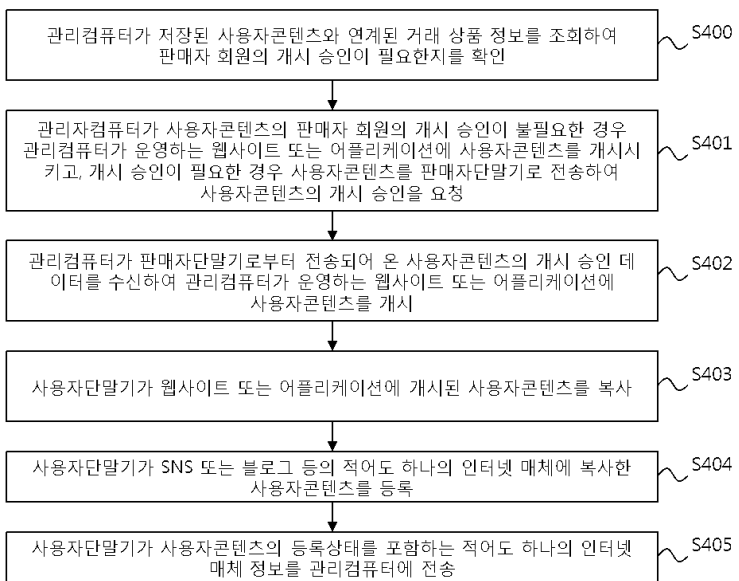 관리컴퓨터가 저장된 사용자콘텐츠와 연계된 거래 상품 정보를 조회하여
판매자 회원의 개시 승인이 필요한지를 확인
S400
관리자컴퓨터가 사용자콘텐츠의 판매자 회원의 개시 승인이 불필요한 경우
관리컴퓨터가 운영하는 웹사이트 또는 어플리케이션에 사용자콘텐츠를 개시시
키고, 개시 승인이 필요한 경우 사용자콘텐츠를 판매자단말기로 전송하여
사용자콘텐츠의 개시 승인을 요청
S401
관리컴퓨터가 판매자단말기로부터 전송되어 온 사용자콘텐츠의 개시 승인 데
이터를 수신하여 관리컴퓨터가 운영하는 웹사이트 또는 어플리케이션에
사용자콘텐츠를 개시
S402
사용자단말기가 웹사이트 또는 어플리케이션에 개시된 사용자콘텐츠를 복사
S403
사용자단말기가 SNS 또는 블로그 등의 적어도 하나의 인터넷 매체에 복사한
사용자콘텐츠를 등록
S404
사용자단말기가 사용자콘텐츠의 등록상태를 포함하는 적어도 하나의 인터넷
매체 정보를 관리컴퓨터에 전송
S405